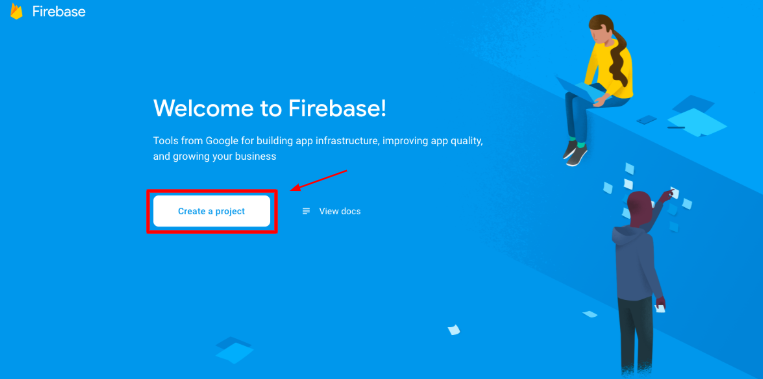 Firebase
Welcome to Firebase!
Tools from Google for building app infrastructure, improving app quality,
and growing your business
Create a project
View docs